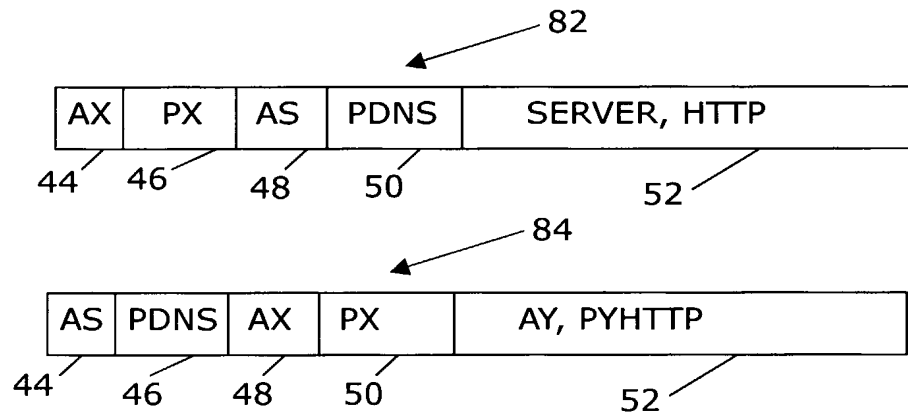 82
AX PX AS PDNS SERVER, HTTP
44 46 48 50 52
84
AS PDNS AX PX AY, PYHTTP
44 46 48 50 52